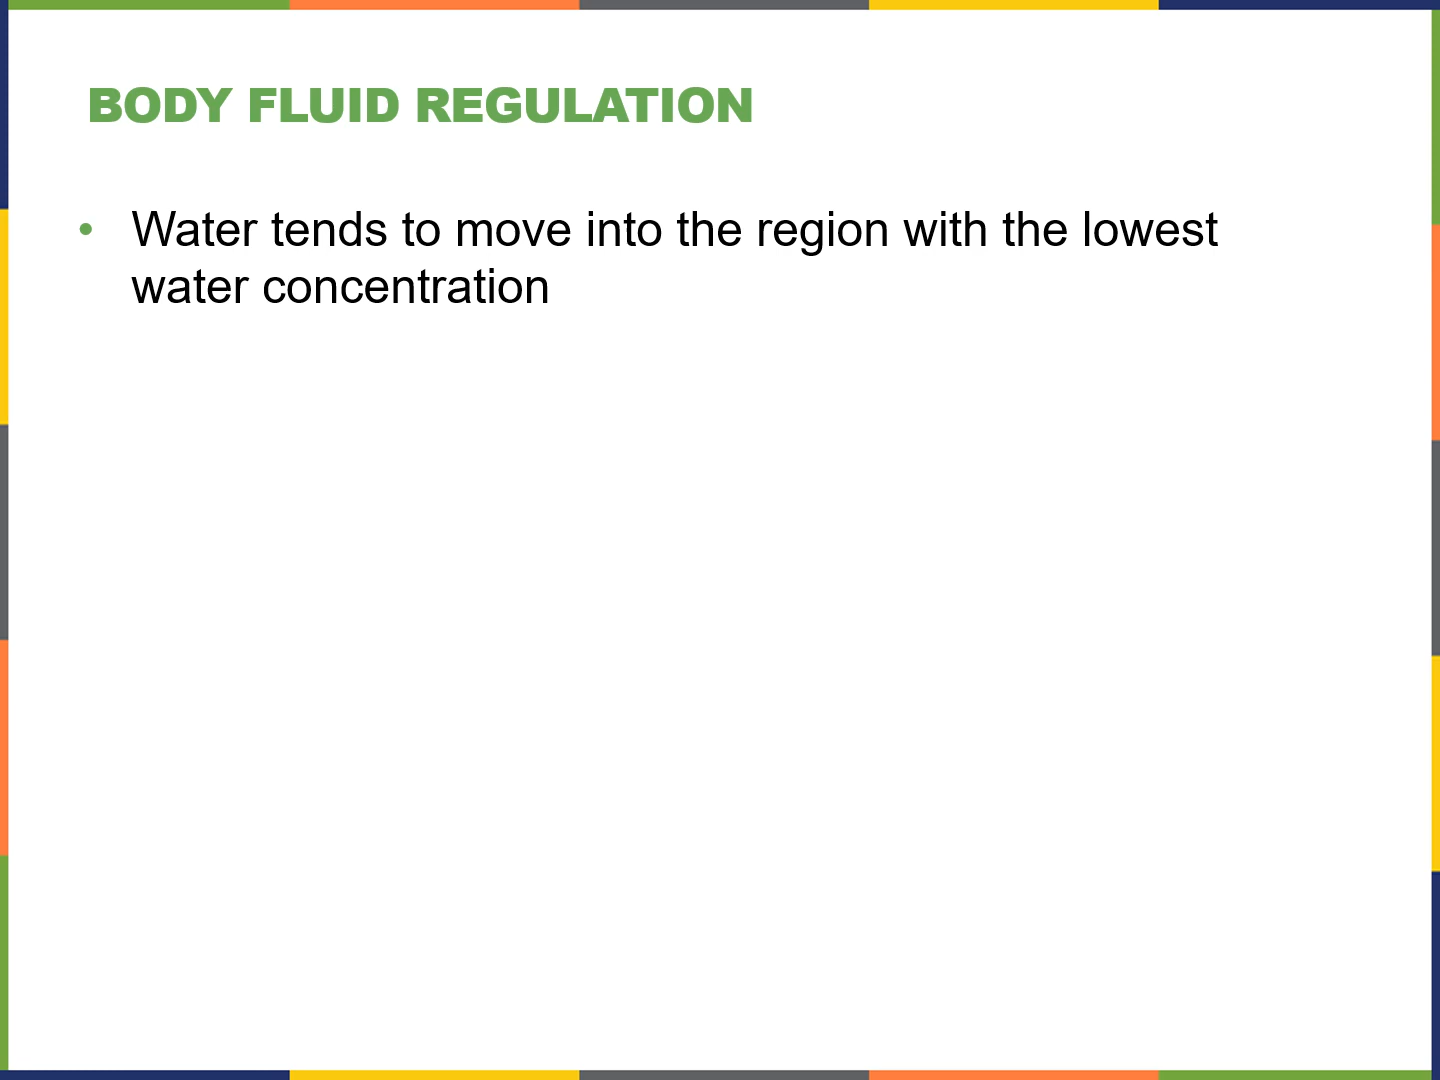 BODY FLUID REGULATION
• Water tends to move into the region with the lowest
water concentration